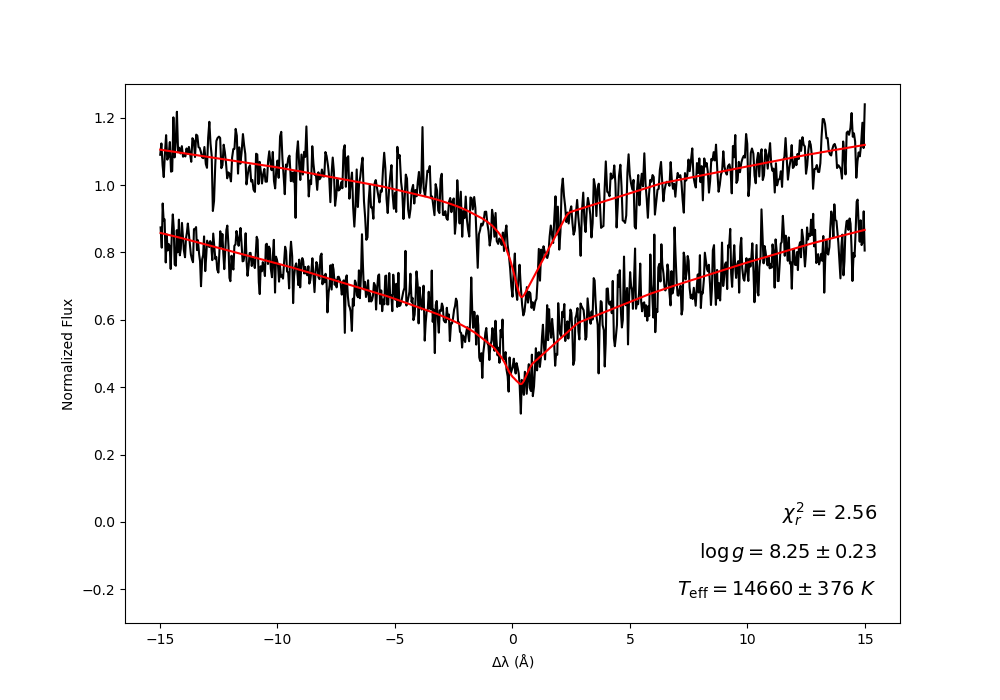 1.2
1.0
0.8
0.6
0.4
0.2
0.0
−0.2
Normalized Flux
χ²ᵣ = 2.56
log g = 8.25 ± 0.23
T_eff = 14660 ± 376 K
−15 −10 −5 0 5 10 15
Δλ (Å)